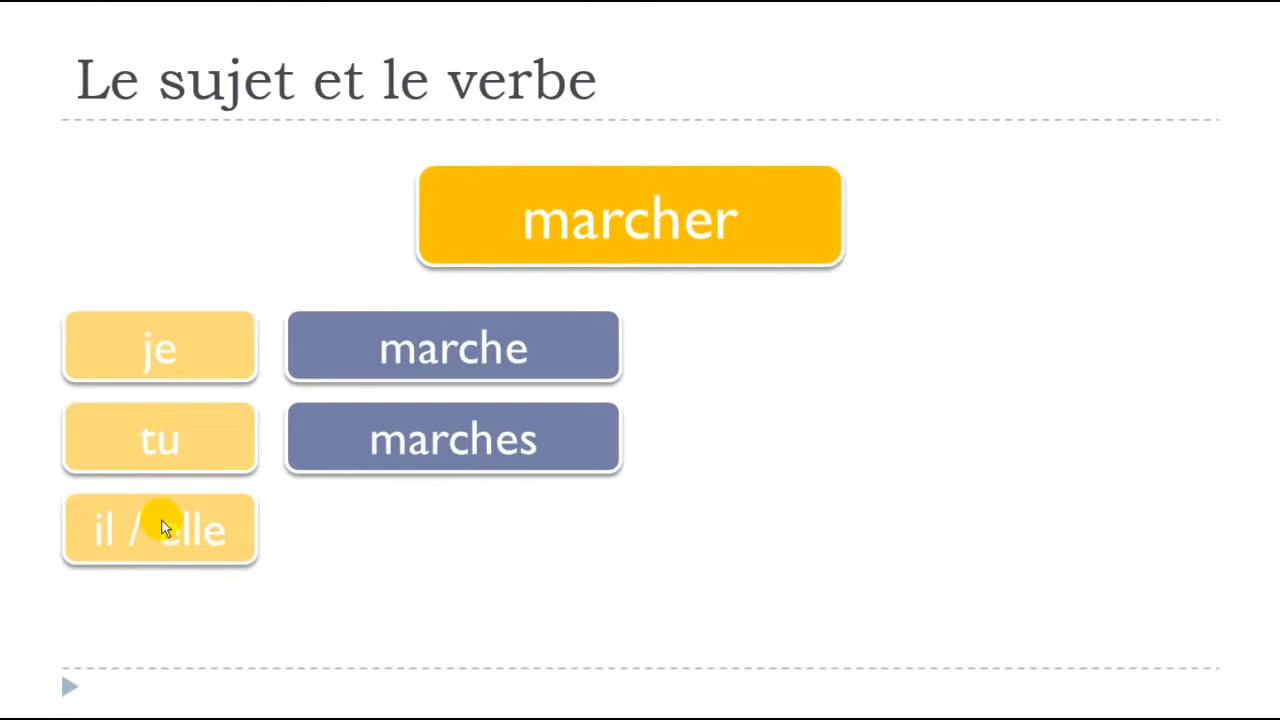 Le sujet et le verbe
marcher
je marche
tu marches
il / elle